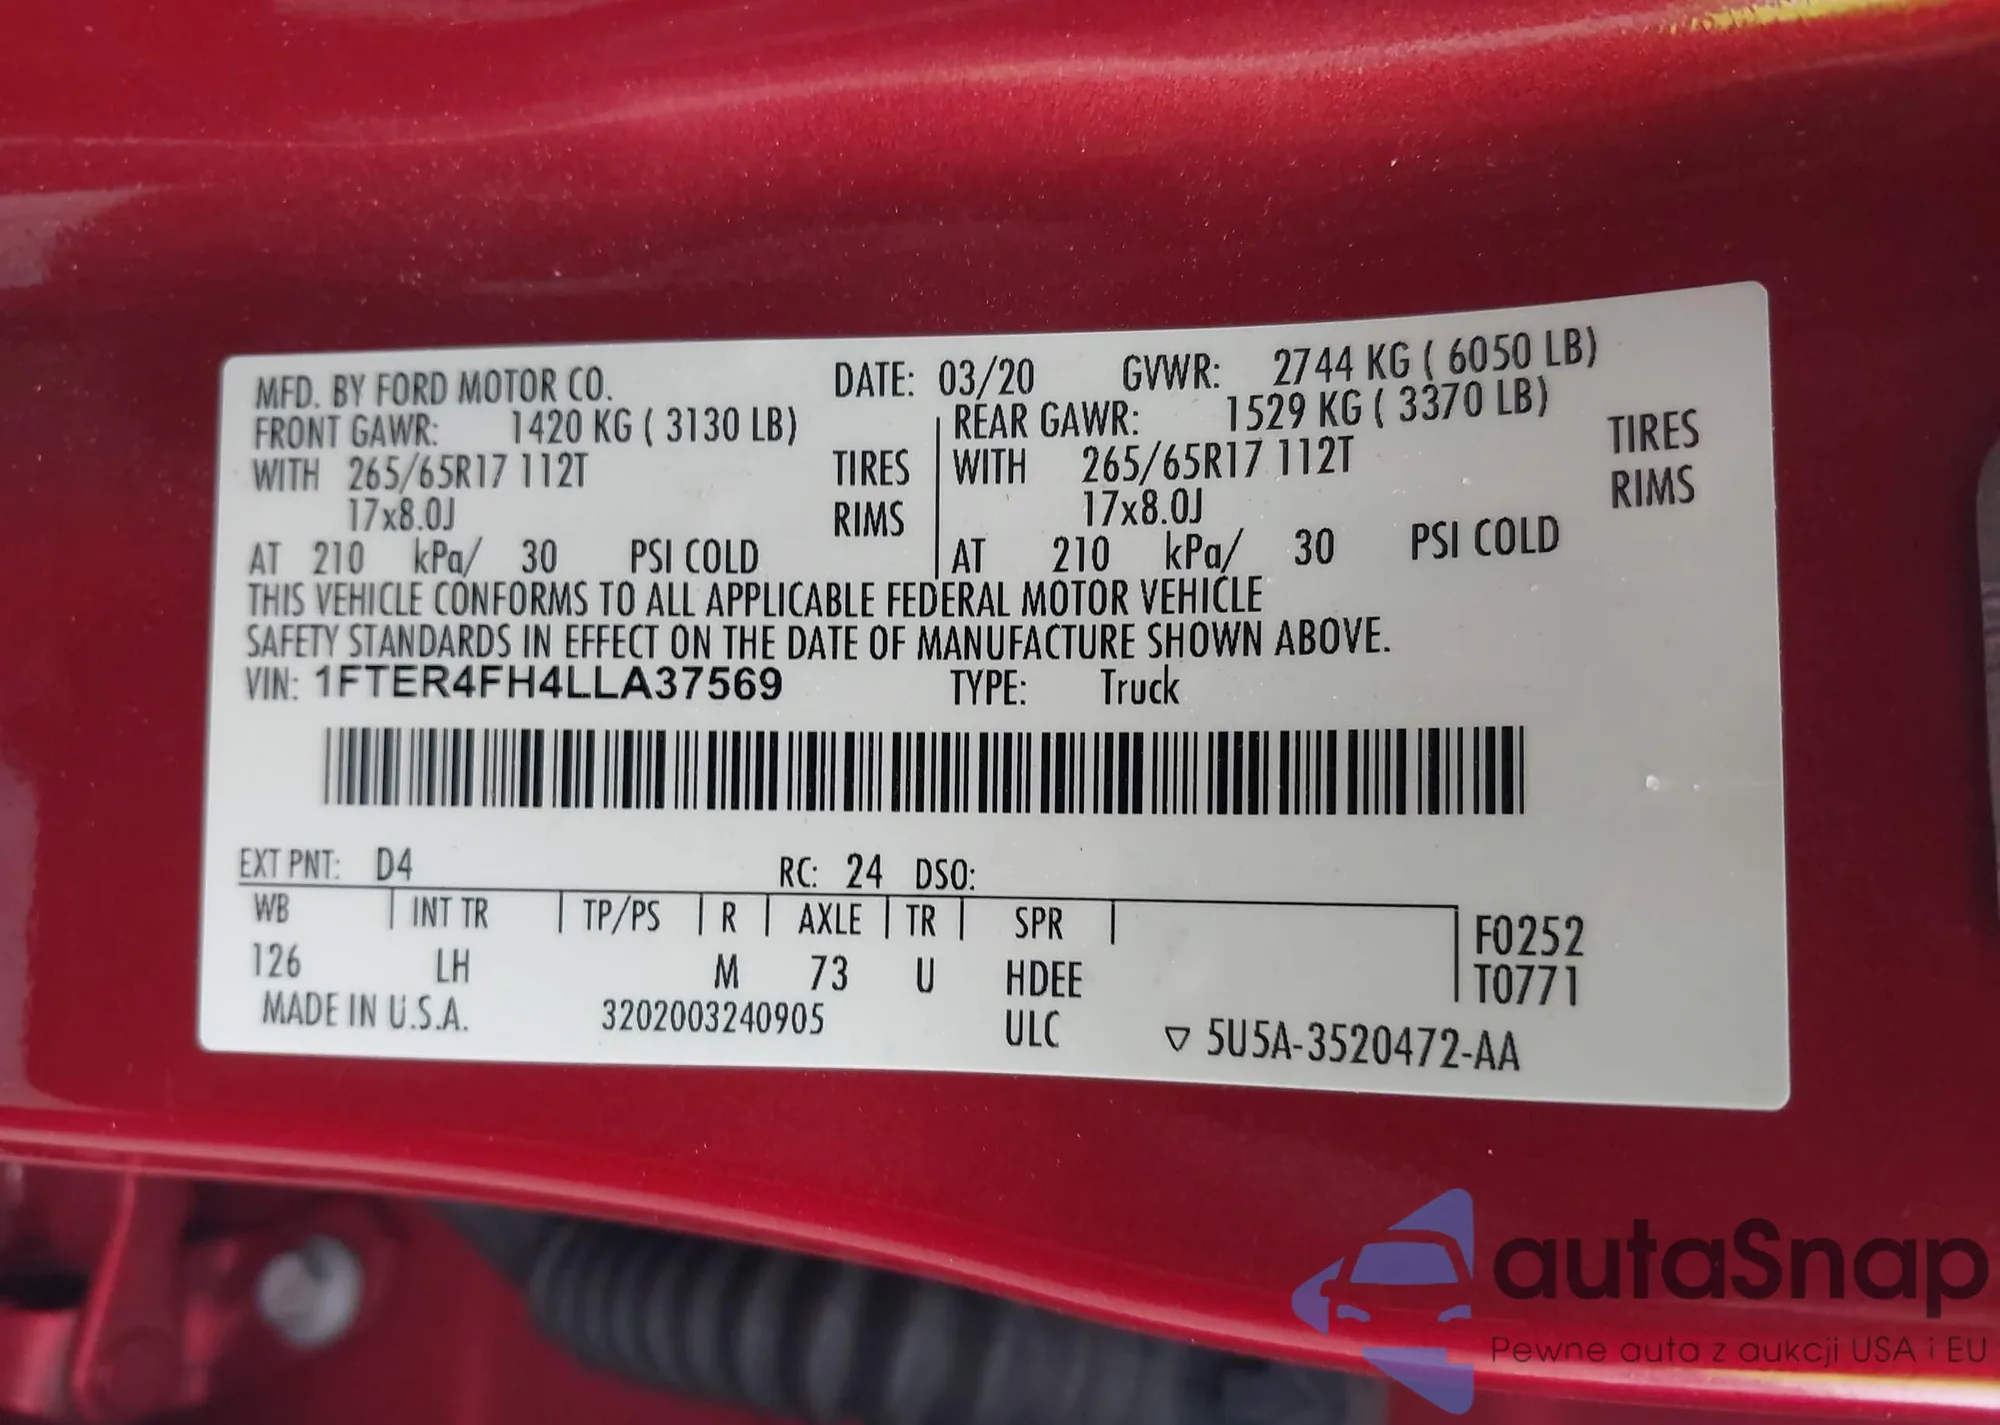 MFD. BY FORD MOTOR CO. DATE: 03/20 GVWR: 2744 KG ( 6050 LB)
FRONT GAWR: 1420 KG ( 3130 LB) REAR GAWR: 1529 KG ( 3370 LB)
WITH 265/65R17 112T TIRES WITH 265/65R17 112T TIRES
17x8.0J RIMS 17x8.0J RIMS
AT 210 kPa/ 30 PSI COLD AT 210 kPa/ 30 PSI COLD
THIS VEHICLE CONFORMS TO ALL APPLICABLE FEDERAL MOTOR VEHICLE
SAFETY STANDARDS IN EFFECT ON THE DATE OF MANUFACTURE SHOWN ABOVE.
VIN: 1FTER4FH4LLA37569 TYPE: Truck
EXT PNT: D4 RC: 24 DSO:
WB INT TR TP/PS R AXLE TR SPR F0252
126 LH M 73 U HDEE T0771
MADE IN U.S.A. 3202003240905 ULC ▽ 5U5A-3520472-AA
autaSnap
Pewne auta z aukcji USA i EU